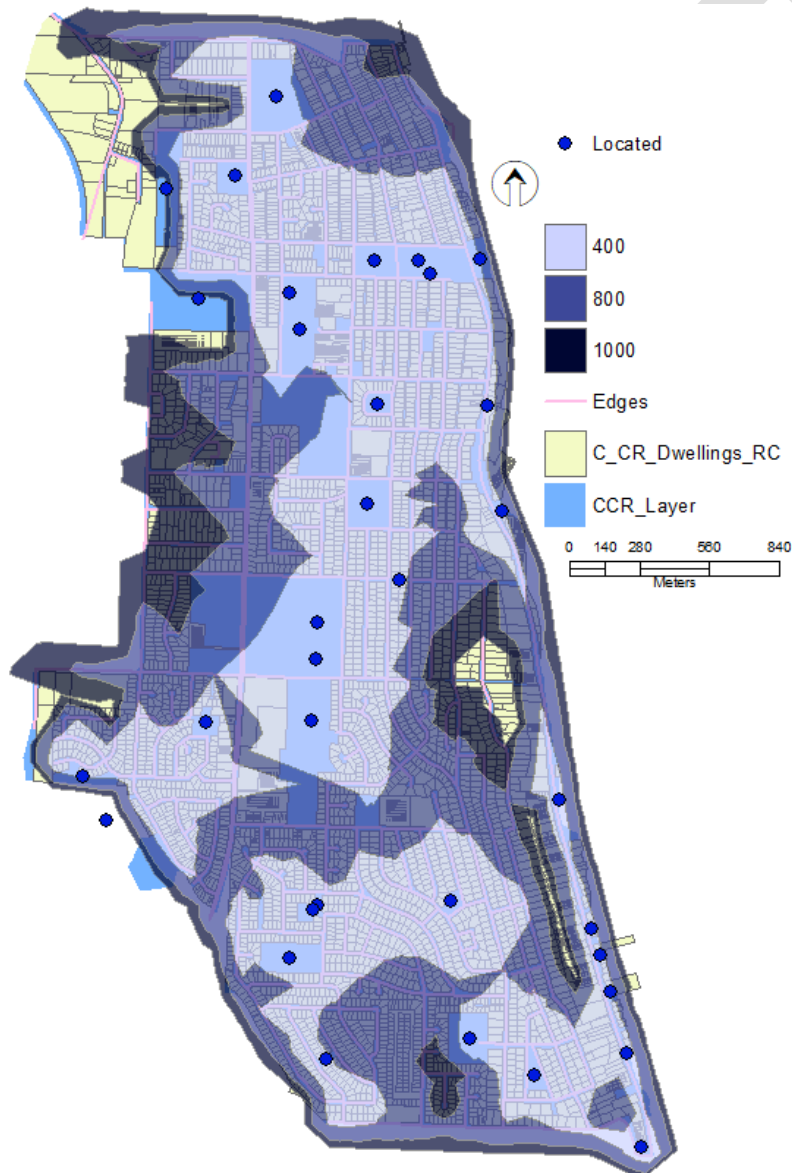 Located
400
800
1000
Edges
C_CR_Dwellings_RC
CCR_Layer
0 140 280 560 840
Meters